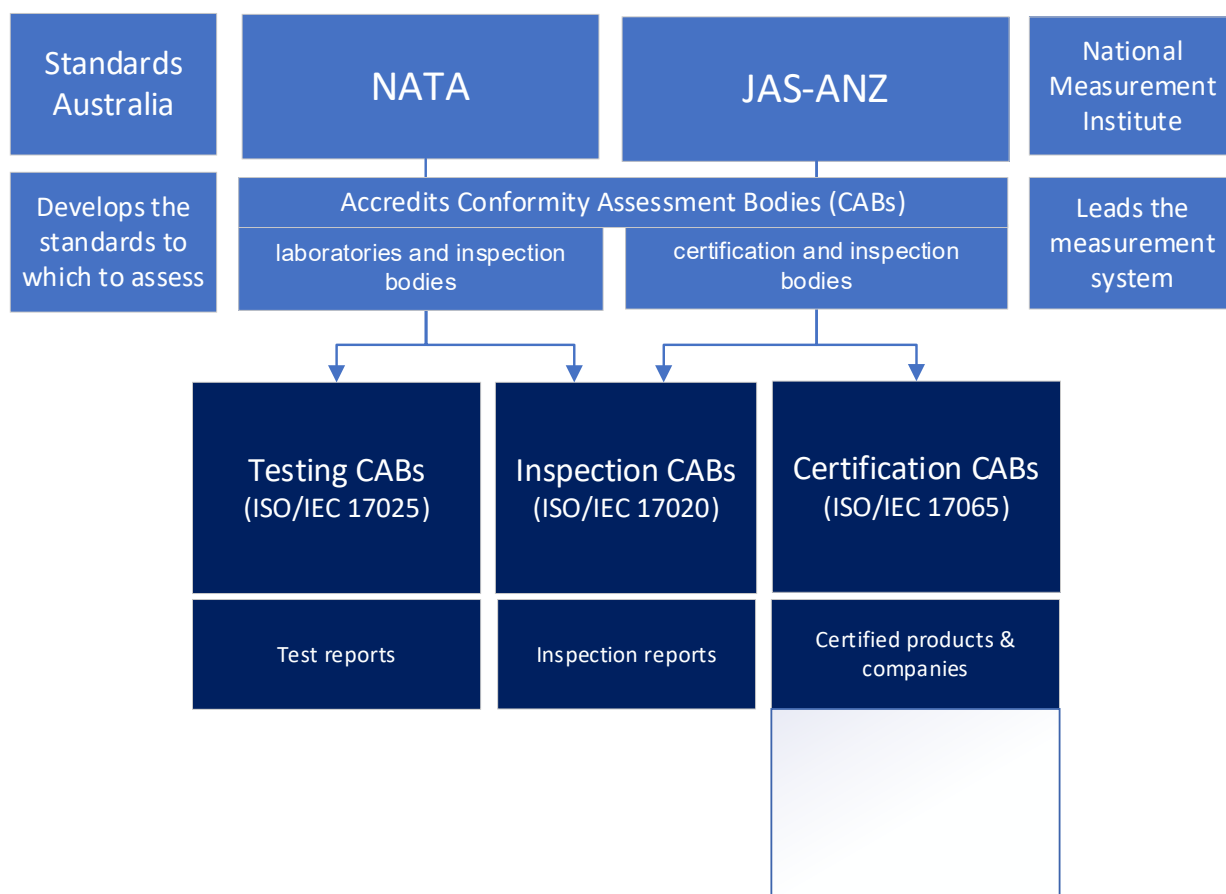 Standards
Australia
NATA
JAS-ANZ
National
Measurement
Institute
Develops the
standards to
which to assess
Accredits Conformity Assessment Bodies (CABs)
laboratories and inspection
bodies
certification and inspection
bodies
Leads the
measurement
system
Testing CABs
(ISO/IEC 17025)
Inspection CABs
(ISO/IEC 17020)
Certification CABs
(ISO/IEC 17065)
Test reports
Inspection reports
Certified products &
companies